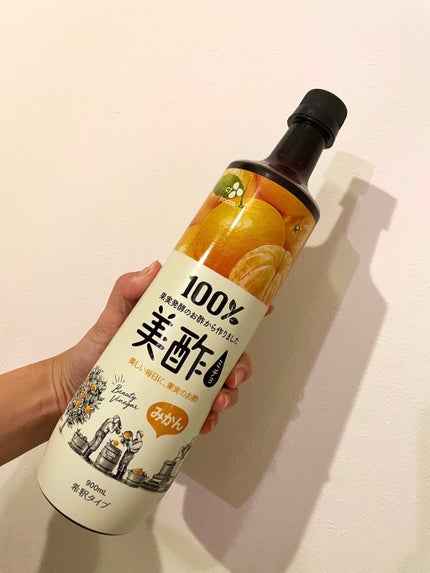 CJ
FOODS
100%
果実発酵のお酢から作りました
美酢
ミチョ
美しい毎日に、果実のお酢
Beauty
Vinegar
みかん
900mL
希釈タイプ